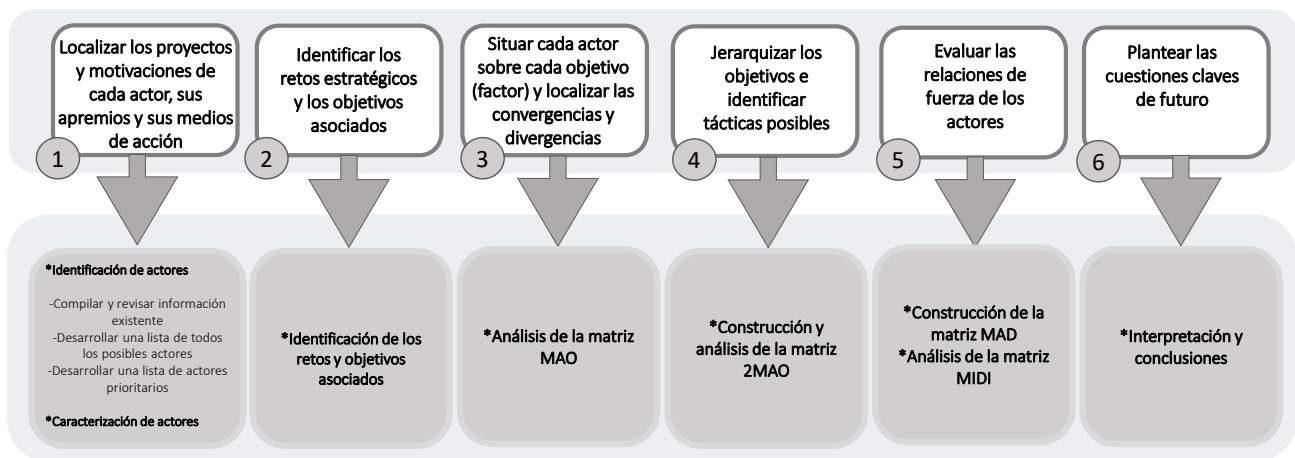 Localizar los proyectos
y motivaciones de
cada actor, sus
apremios y sus medios
de acción
1
Identificar los
retos estratégicos
y los objetivos
asociados
2
Situar cada actor
sobre cada objetivo
(factor) y localizar las
convergencias y
divergencias
3
Jerarquizar los
objetivos e
identificar
tácticas posibles
4
Evaluar las
relaciones de
fuerza de los
actores
5
Plantear las
cuestiones claves
de futuro
6
*Identificación de actores
-Compilar y revisar información
existente
-Desarrollar una lista de todos
los posibles actores
-Desarrollar una lista de actores
prioritarios
*Caracterización de actores
*Identificación de los
retos y objetivos
asociados
*Análisis de la matriz
MAO
*Construcción y
análisis de la matriz
2MAO
*Construcción de la
matriz MAD
*Análisis de la matriz
MIDI
*Interpretación y
conclusiones